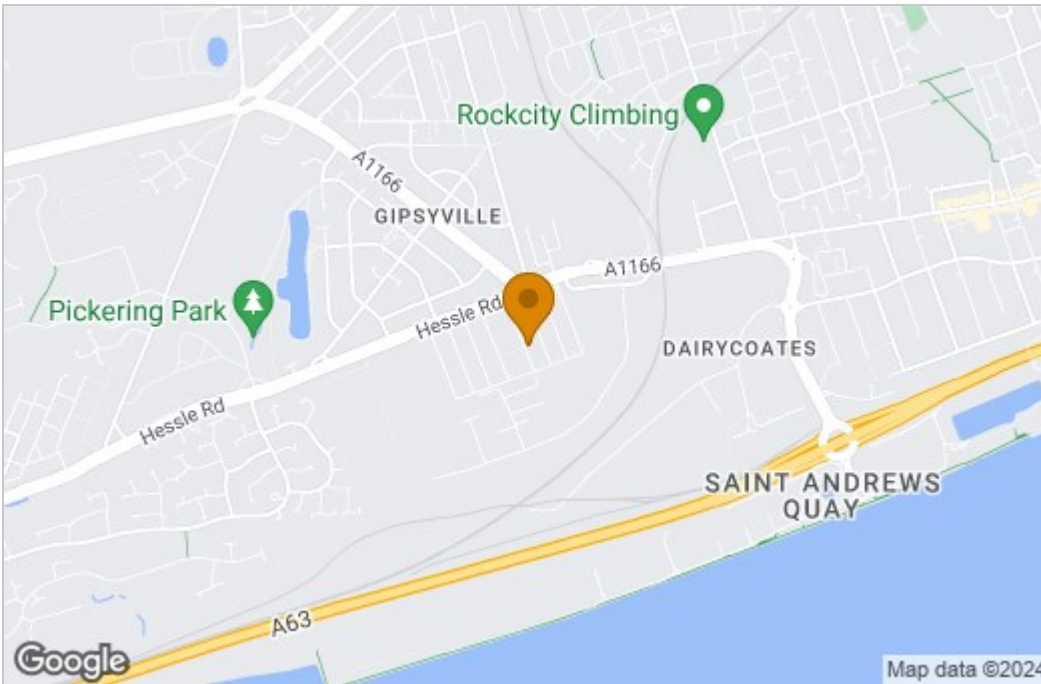 Rockcity Climbing
A1166
GIPSYVILLE
A1166
Pickering Park
Hessle Rd
DAIRYCOATES
Hessle Rd
SAINT ANDREWS
QUAY
A63
Google
Map data ©2024